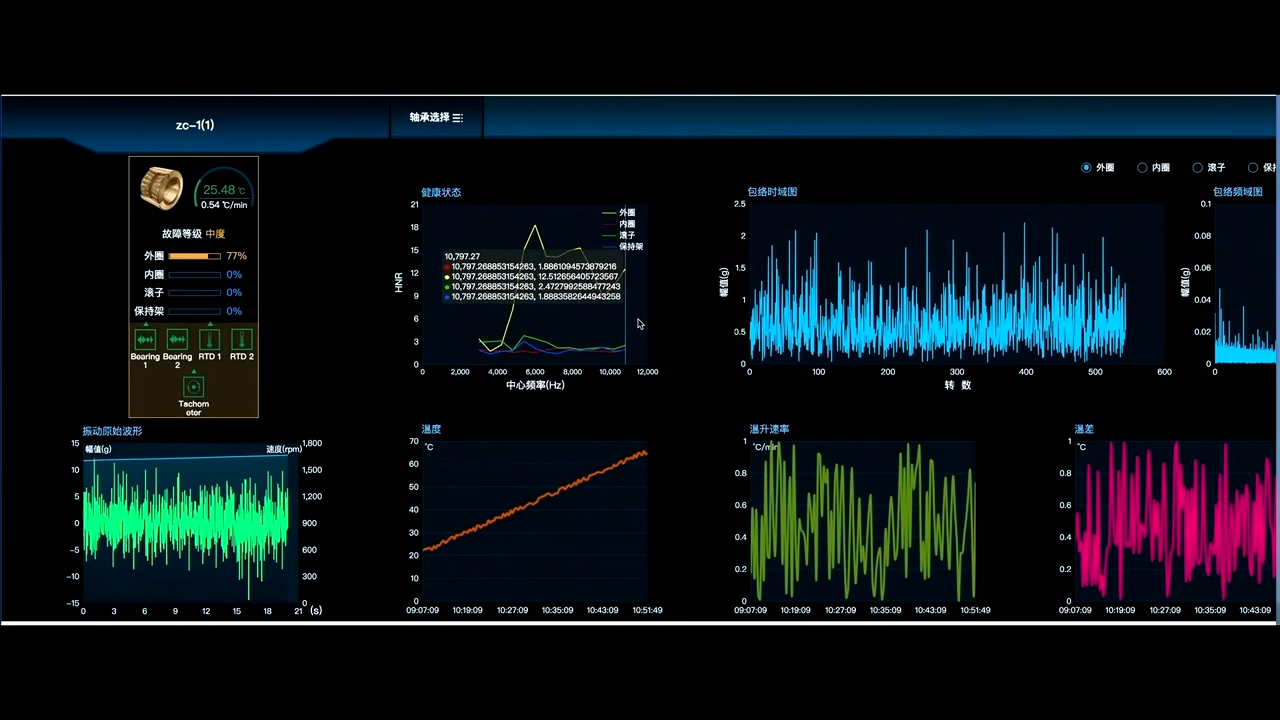 zc-1(1)
轴承选择
25.48 ℃
0.54 ℃/min
故障等级 中度
外圈 77%
内圈 0%
滚子 0%
保持架 0%
Bearing 1
Bearing 2
RTD 1
RTD 2
Tachom
eter
健康状态
21
18
15
12
9
6
3
0
HNR
外圈
内圈
滚子
保持架
10,797.27
10,797.268853154263, 1.8861094573879216
10,797.268853154263, 12.512656405723567
10,797.268853154263, 2.4727992588477243
10,797.268853154263, 1.8883582644943258
0 2,000 4,000 6,000 8,000 10,000 12,000
中心频率(Hz)
外圈 内圈 滚子 保持
包络时域图
2.5
2
1.5
1
0.5
0
幅值(g)
0 100 200 300 400 500 600
转 数
包络频域图
0.1
0.08
0.06
0.04
0.02
0
幅值(g)
0
振动原始波形
幅值(g)
速度(rpm)
15
10
5
0
-5
-10
-15
1,800
1,500
1,200
900
600
300
0
0 3 6 9 12 15 18 21 (s)
温度
℃
70
60
50
40
30
20
10
0
09:07:09 10:19:09 10:27:09 10:35:09 10:43:09 10:51:49
温升速率
℃/min
1
0.8
0.6
0.4
0.2
0
09:07:09 10:19:09 10:27:09 10:35:09 10:43:09 10:51:49
温差
℃
1
0.8
0.6
0.4
0.2
0
09:07:09 10:19:09 10:27:09 10:35:09 10:43:09